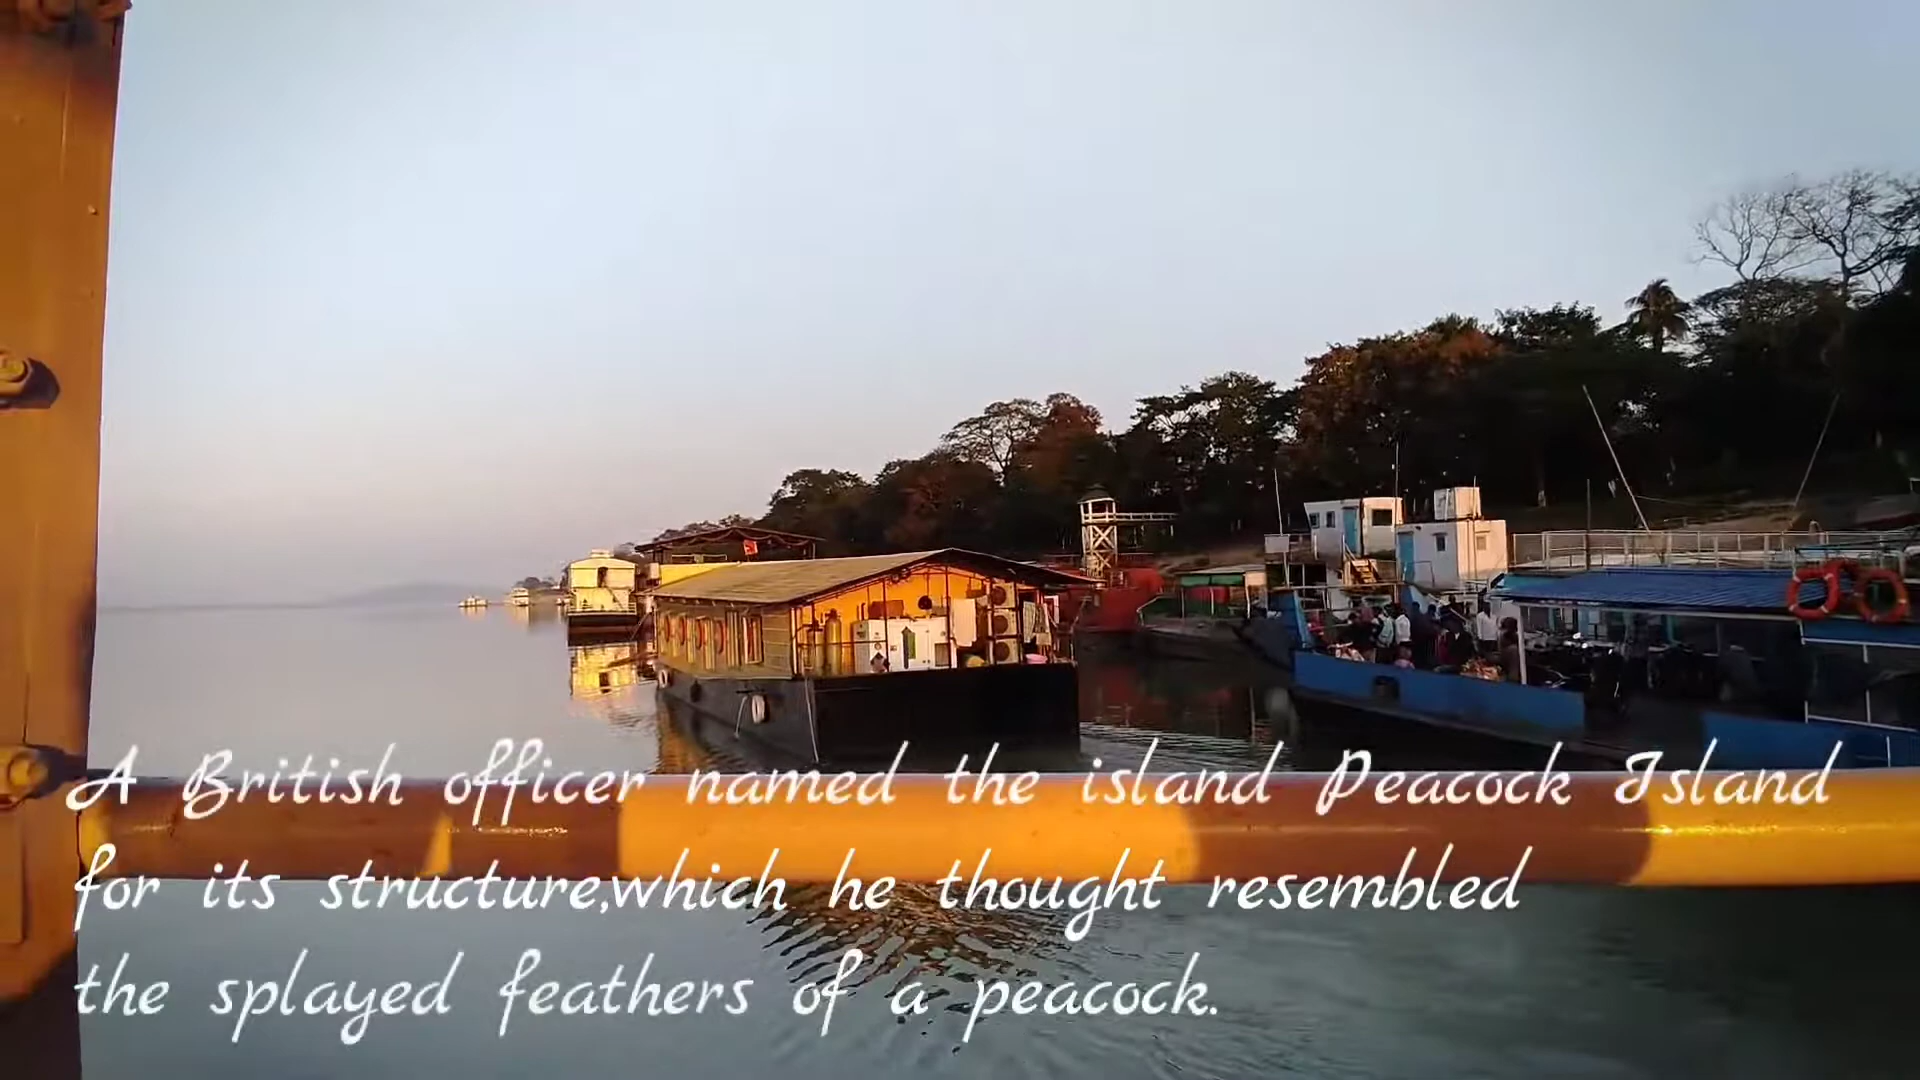 A British officer named the island Peacock Island
for its structure,which he thought resembled
the splayed feathers of a peacock.